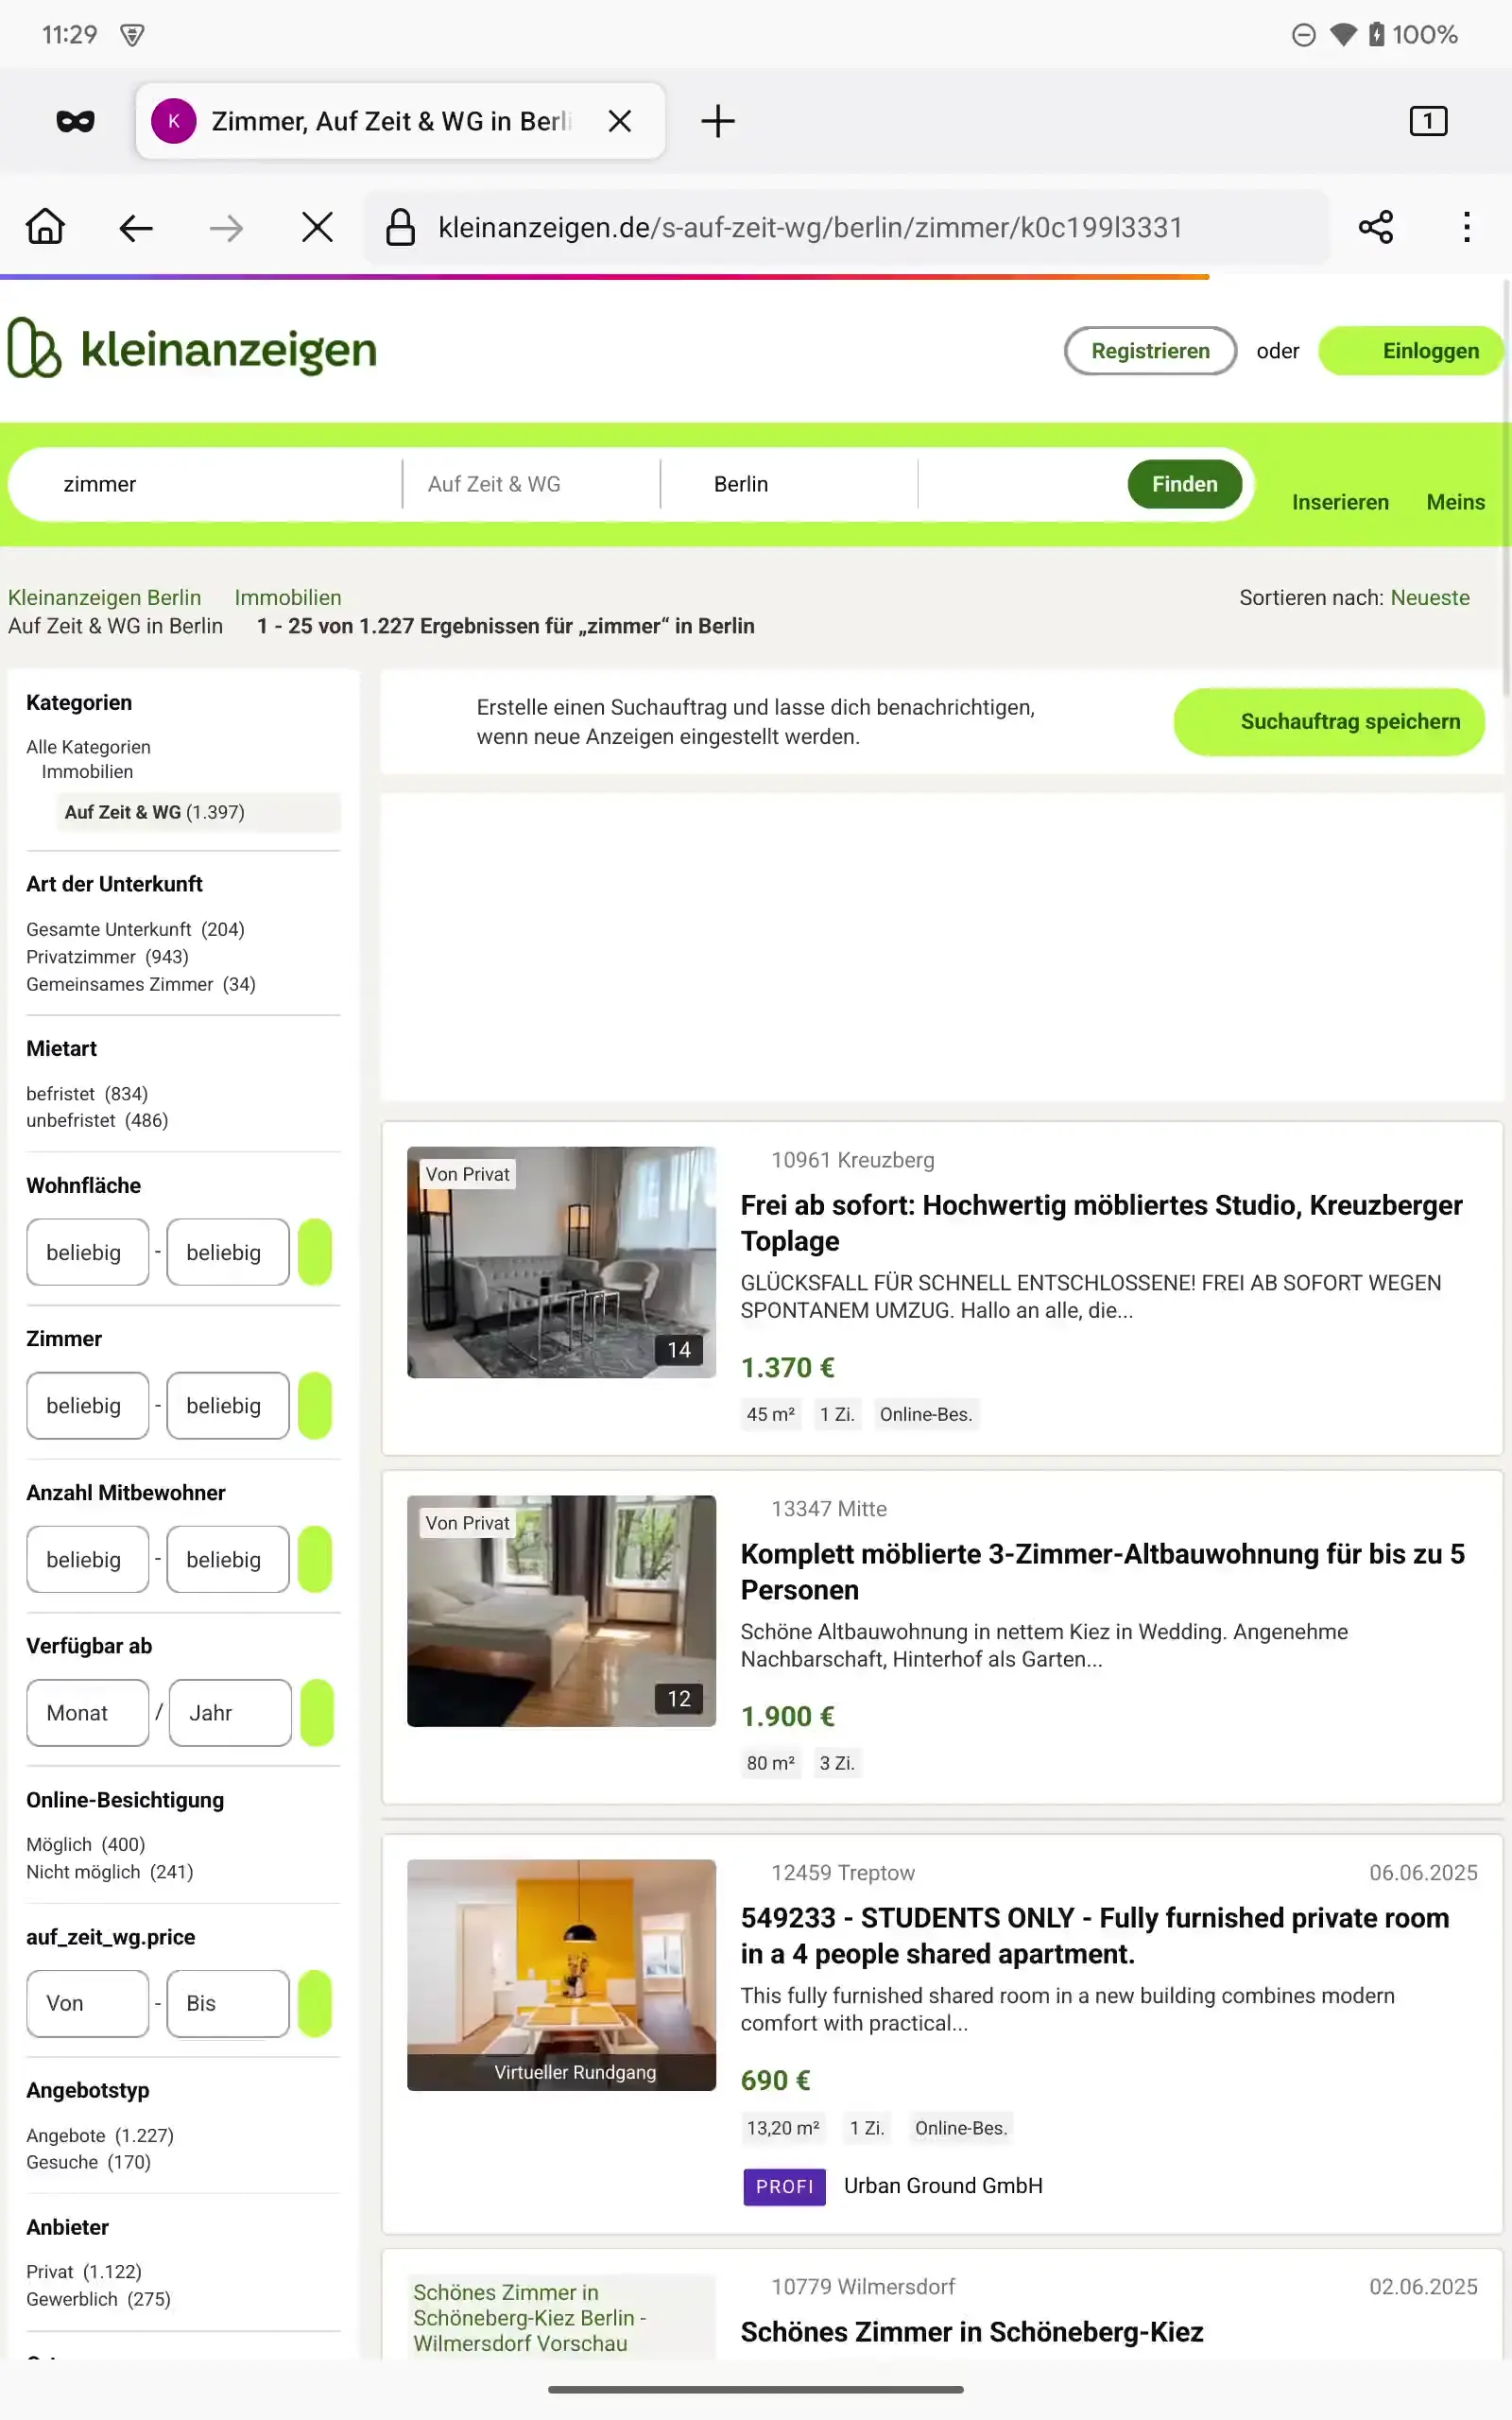 11:29
100%
K
Zimmer, Auf Zeit & WG in Berli
1
kleinanzeigen.de/s-auf-zeit-wg/berlin/zimmer/k0c199l3331
kleinanzeigen
Registrieren oder Einloggen
zimmer
Auf Zeit & WG
Berlin
Finden
Inserieren
Meins
Kleinanzeigen Berlin Immobilien
Auf Zeit & WG in Berlin 1 - 25 von 1.227 Ergebnissen für „zimmer“ in Berlin
Sortieren nach: Neueste
Kategorien
Alle Kategorien
Immobilien
Auf Zeit & WG (1.397)
Art der Unterkunft
Gesamte Unterkunft (204)
Privatzimmer (943)
Gemeinsames Zimmer (34)
Mietart
befristet (834)
unbefristet (486)
Wohnfläche
beliebig - beliebig
Zimmer
beliebig - beliebig
Anzahl Mitbewohner
beliebig - beliebig
Verfügbar ab
Monat / Jahr
Online-Besichtigung
Möglich (400)
Nicht möglich (241)
auf_zeit_wg.price
Von - Bis
Angebotstyp
Angebote (1.227)
Gesuche (170)
Anbieter
Privat (1.122)
Gewerblich (275)
Erstelle einen Suchauftrag und lasse dich benachrichtigen,
wenn neue Anzeigen eingestellt werden.
Suchauftrag speichern
Von Privat
14
10961 Kreuzberg
Frei ab sofort: Hochwertig möbliertes Studio, Kreuzberger
Toplage
GLÜCKSFALL FÜR SCHNELL ENTSCHLOSSENE! FREI AB SOFORT WEGEN
SPONTANEM UMZUG. Hallo an alle, die...
1.370 €
45 m² 1 Zi. Online-Bes.
Von Privat
12
13347 Mitte
Komplett möblierte 3-Zimmer-Altbauwohnung für bis zu 5
Personen
Schöne Altbauwohnung in nettem Kiez in Wedding. Angenehme
Nachbarschaft, Hinterhof als Garten...
1.900 €
80 m² 3 Zi.
Virtueller Rundgang
12459 Treptow 06.06.2025
549233 - STUDENTS ONLY - Fully furnished private room
in a 4 people shared apartment.
This fully furnished shared room in a new building combines modern
comfort with practical...
690 €
13,20 m² 1 Zi. Online-Bes.
PROFI Urban Ground GmbH
Schönes Zimmer in
Schöneberg-Kiez Berlin -
Wilmersdorf Vorschau
10779 Wilmersdorf 02.06.2025
Schönes Zimmer in Schöneberg-Kiez